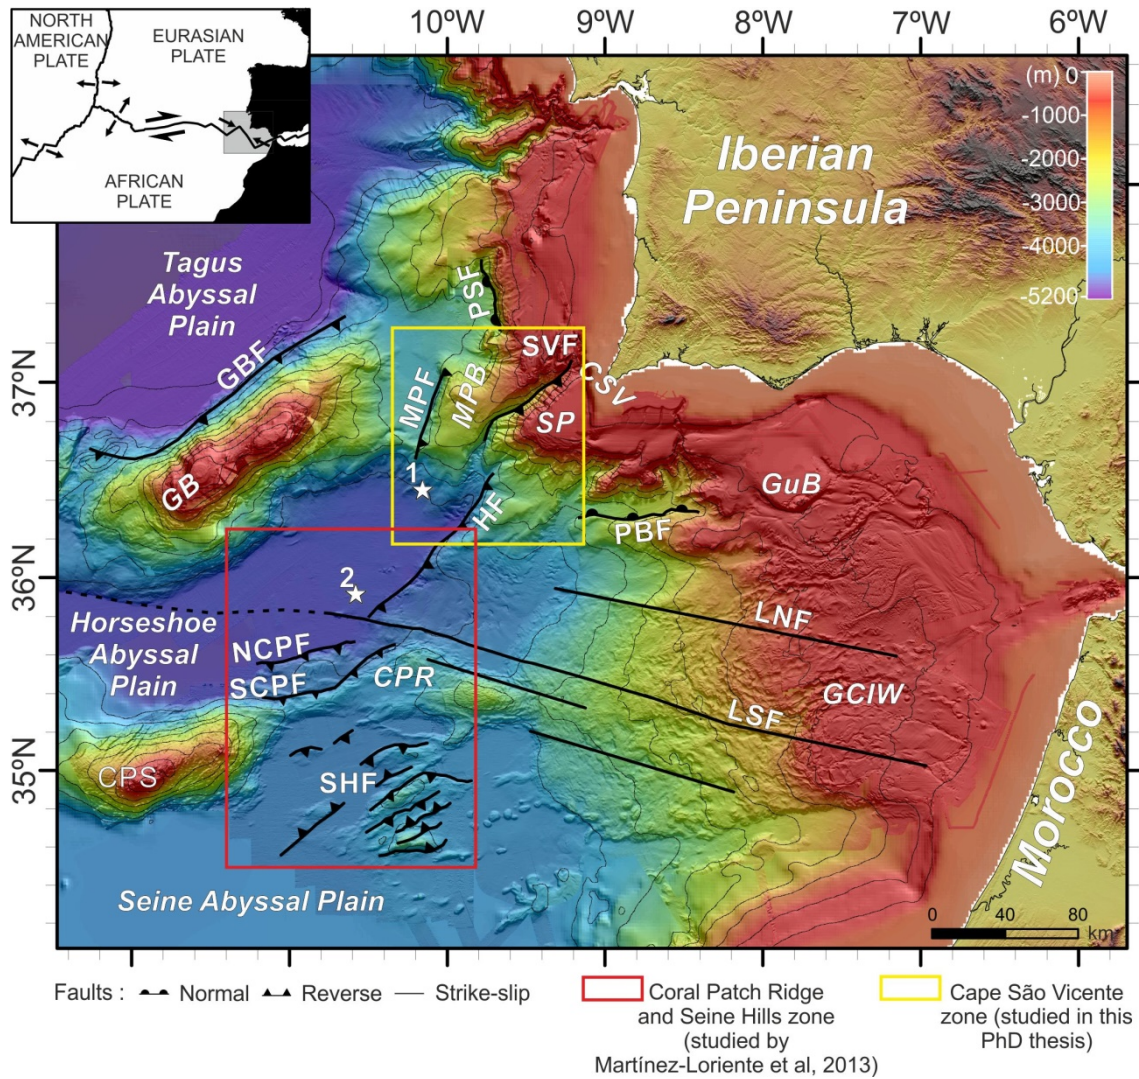 NORTH
AMERICAN
PLATE
EURASIAN
PLATE
AFRICAN
PLATE
10ºW
9ºW
8ºW
7ºW
6ºW
(m) 0
-1000
-2000
-3000
-4000
-5200
Iberian
Peninsula
Tagus
Abyssal
Plain
PSF
GBF
37ºN
SVF
CSV
MPF
MPB
SP
GB
1
HF
GuB
PBF
36ºN
2
LNF
Horseshoe
Abyssal
Plain
NCPF
SCPF
CPR
GCIW
LSF
35ºN
CPS
SHF
Morocco
Seine Abyssal Plain
0 40 80
km
Faults : Normal Reverse Strike-slip
Coral Patch Ridge
and Seine Hills zone
(studied by
Martínez-Loriente et al, 2013)
Cape São Vicente
zone (studied in this
PhD thesis)